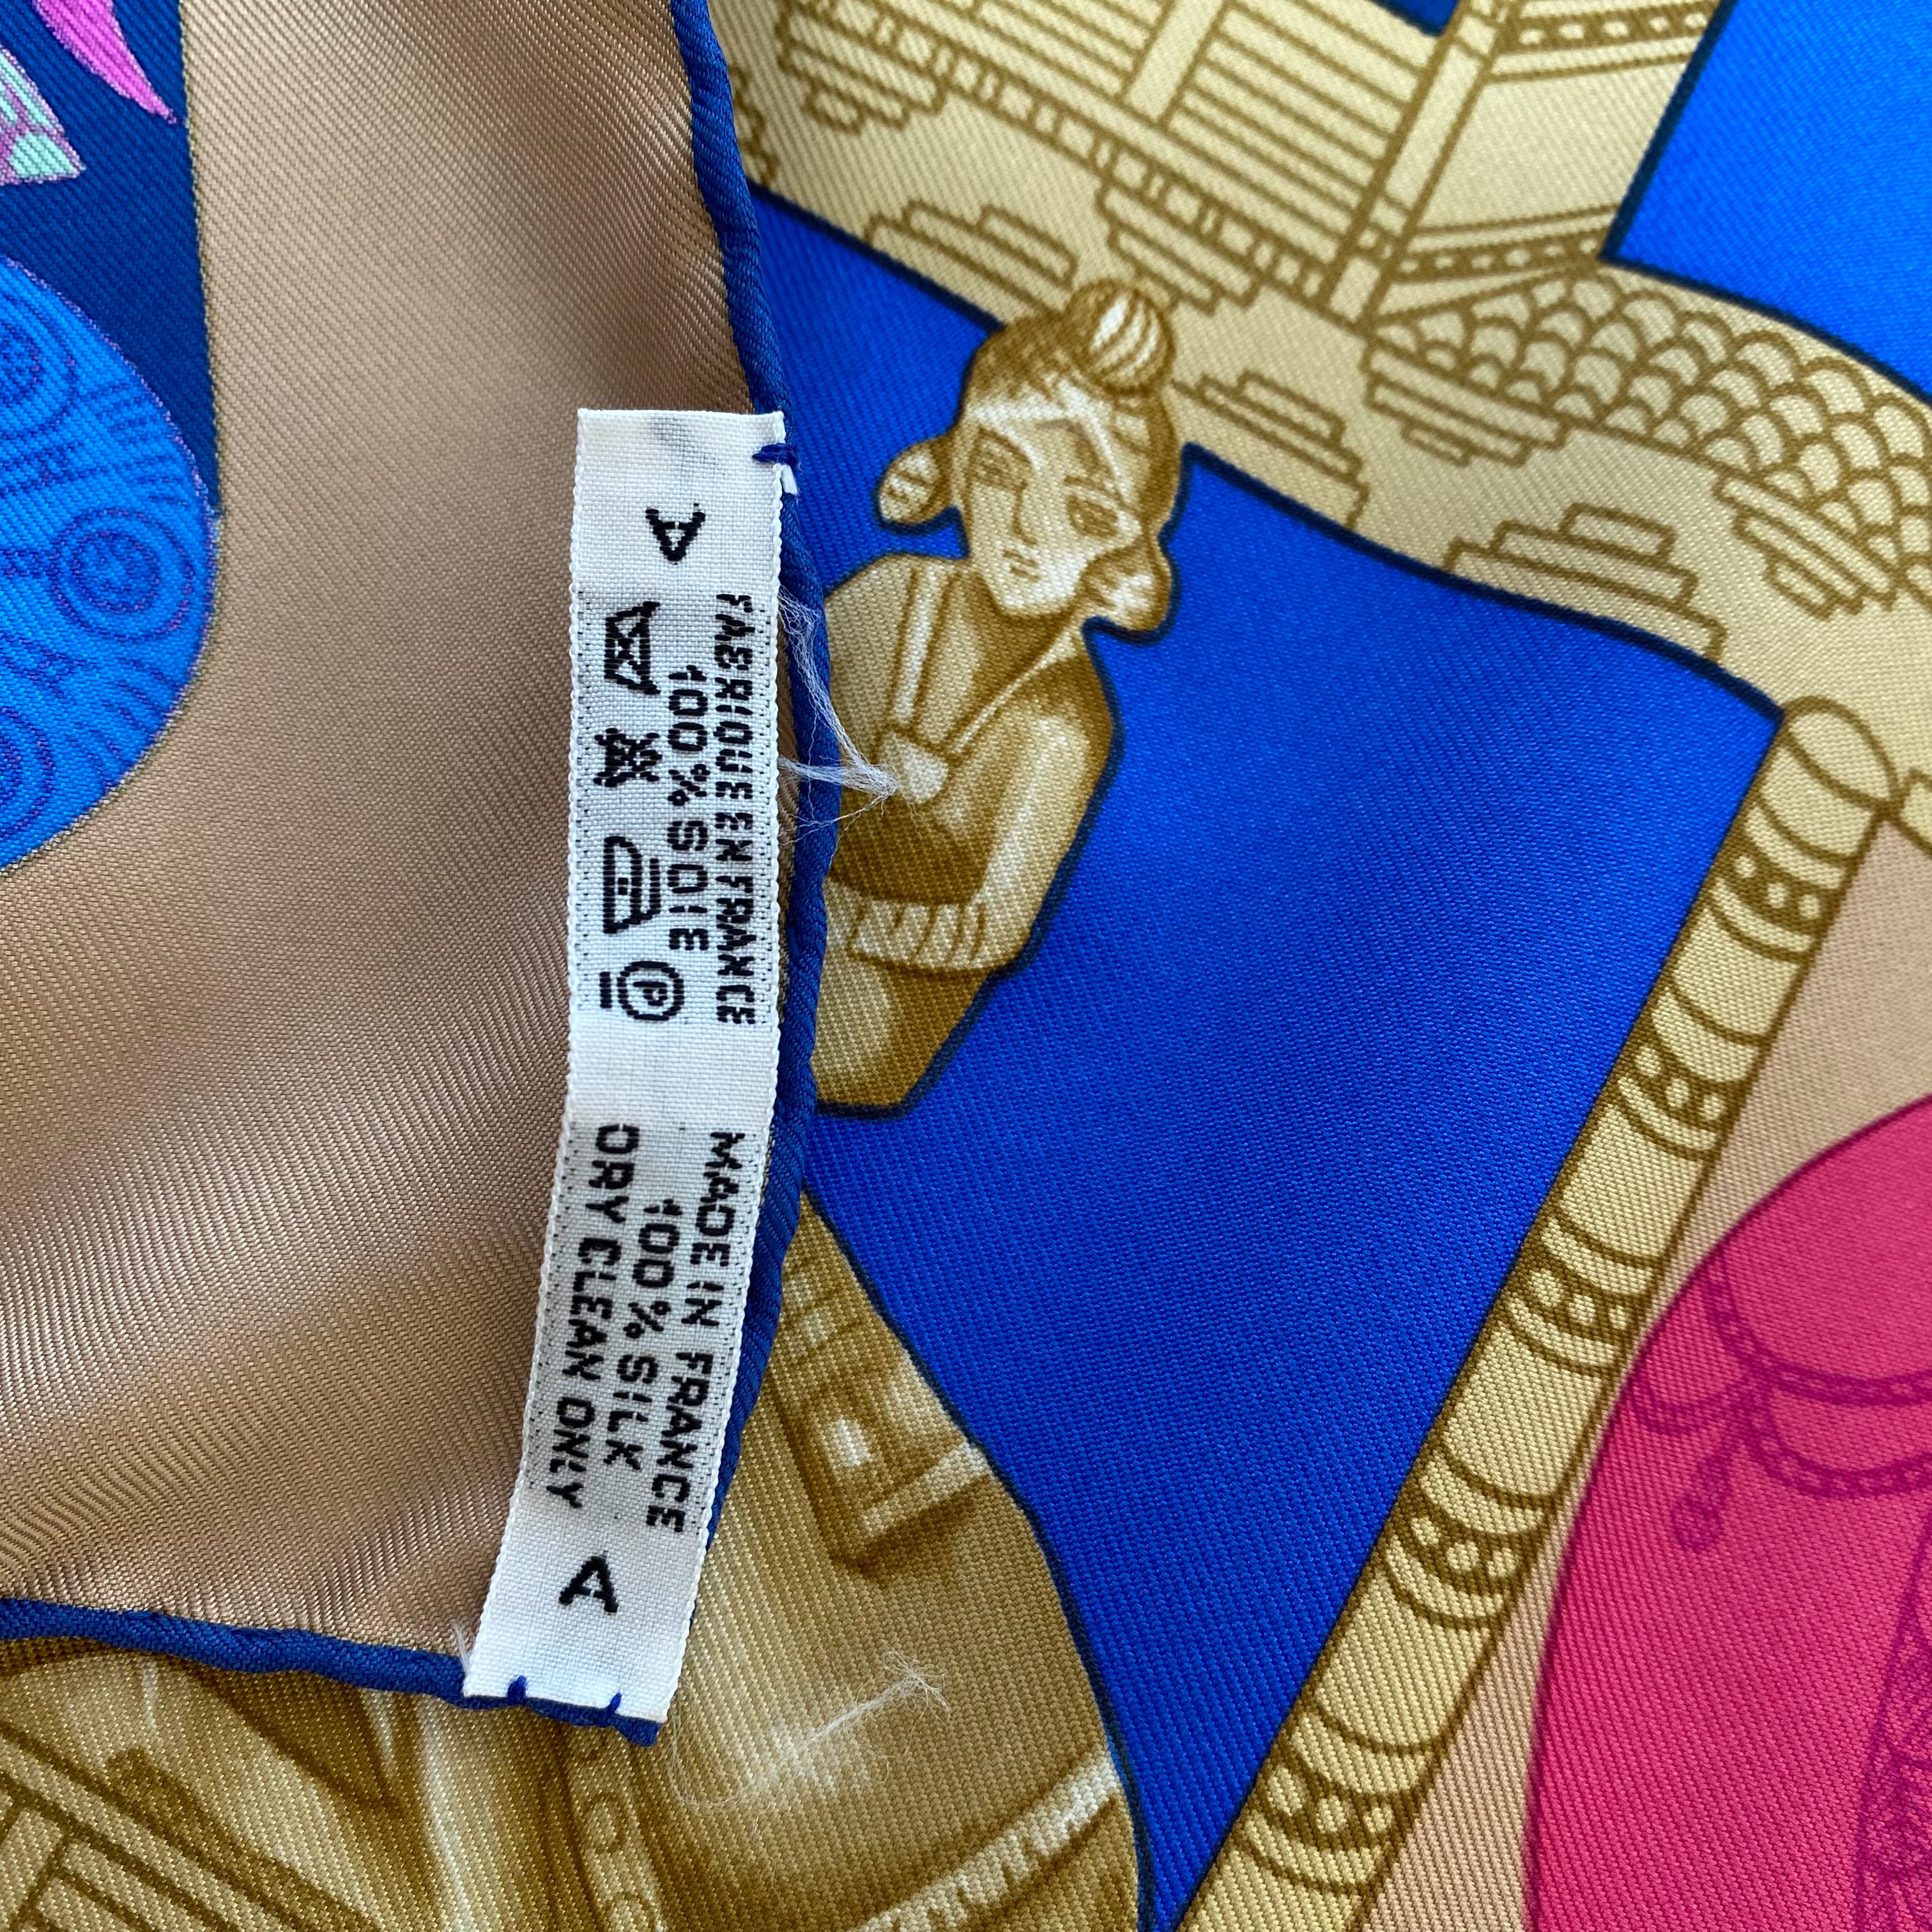 A
FABRIQUE EN FRANCE
100 % SOIE
P
MADE IN FRANCE
100 % SILK
DRY CLEAN ONLY
A